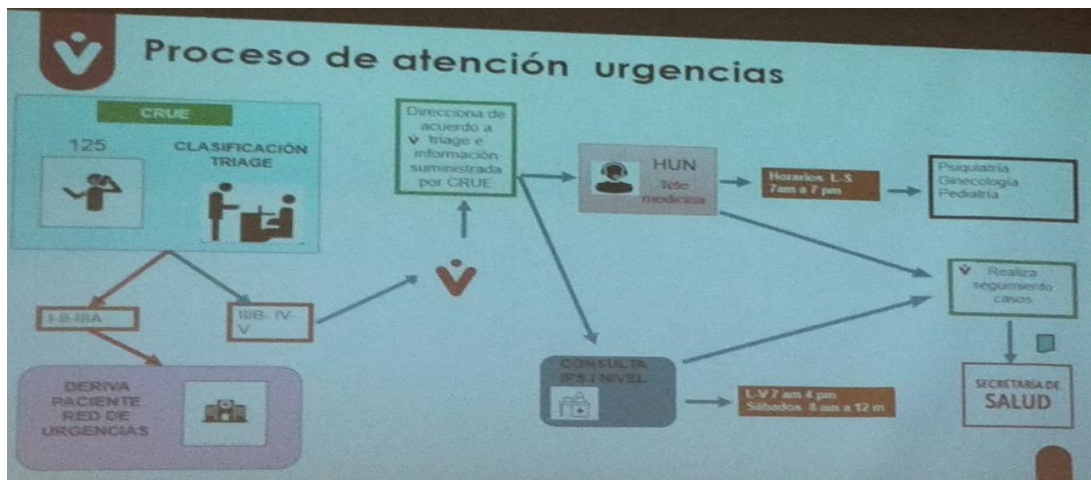 Proceso de atención urgencias
CRUE
125
CLASIFICACIÓN
TRIAGE
I-II-IIIA
IIIB- IV-
V
DERIVA
PACIENTE
RED DE
URGENCIAS
Direcciona de
acuerdo a
triage e
información
suministrada
por CRUE
HUN
Tele
medicina
Horarios L-S
7am a 7 pm
Psiquiatría
Ginecología
Pediatría
Realiza
seguimiento
casos
CONSULTA
IPS I NIVEL
L-V 7 am 4 pm
Sábados 8 am a 12 m
SECRETARÍA DE
SALUD